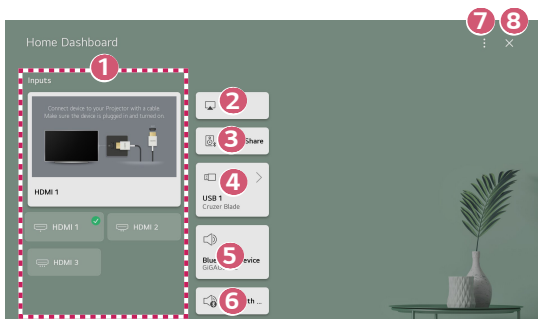 7
8
Home Dashboard
1
Inputs
Connect device to your Projector with a cable
Make sure the device is plugged in and turned on
HDMI 1
HDMI 1
HDMI 2
HDMI 3
2
3
Share
4
USB 1
Cruzer Blade
5
6